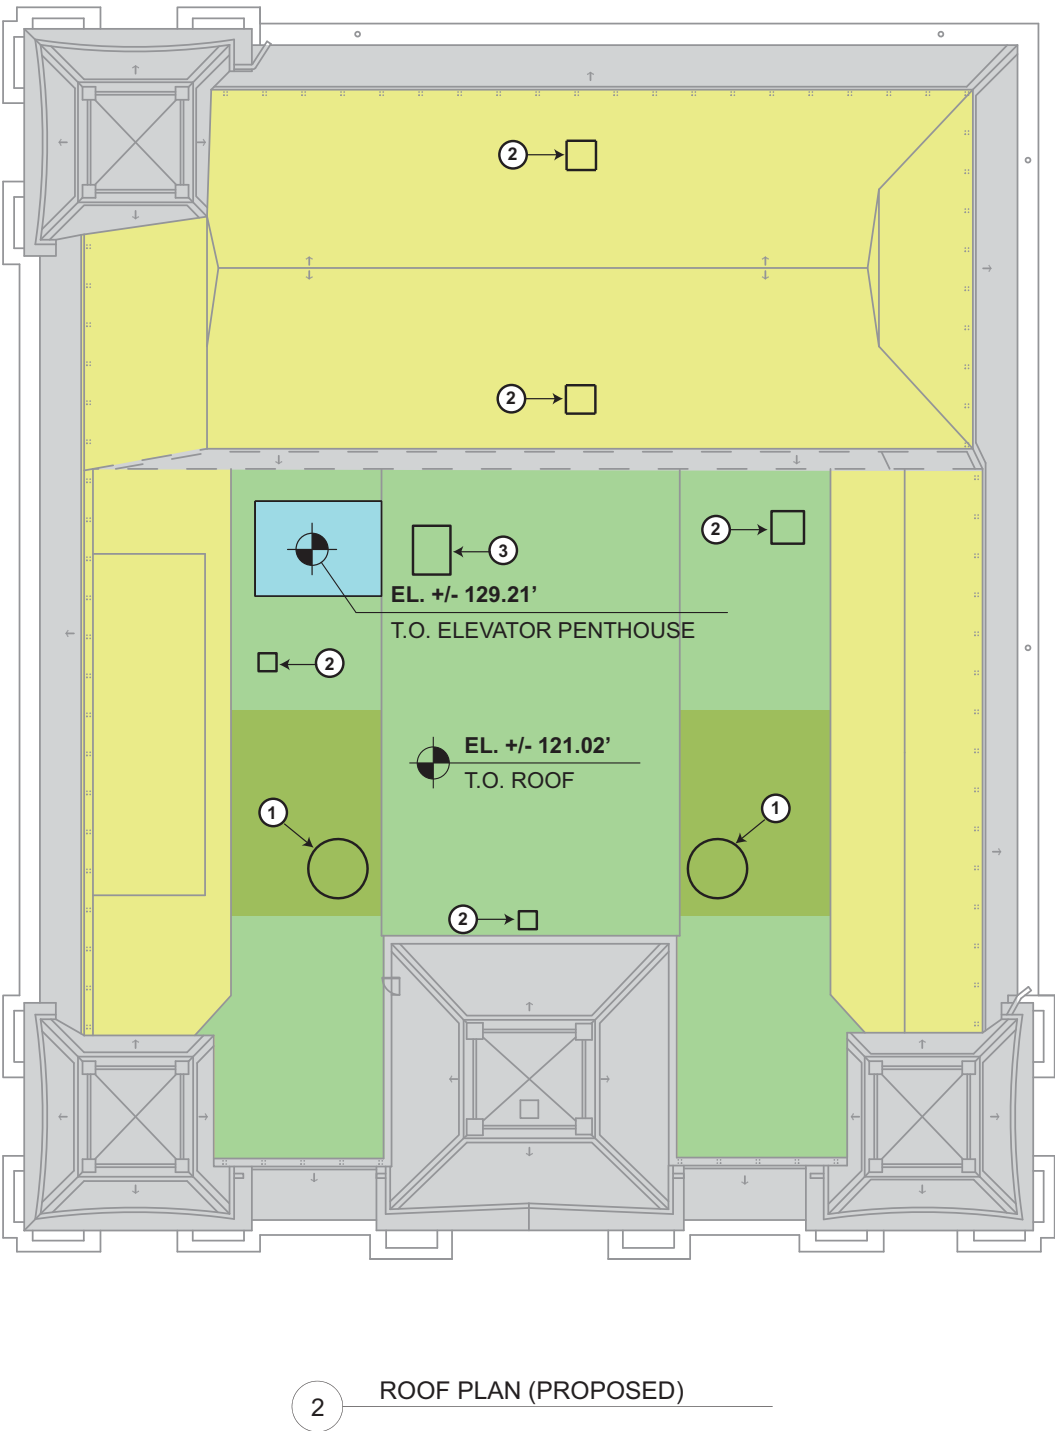 2
2
2
3
EL. +/- 129.21’
T.O. ELEVATOR PENTHOUSE
2
EL. +/- 121.02’
T.O. ROOF
1
1
2
ROOF PLAN (PROPOSED)
2